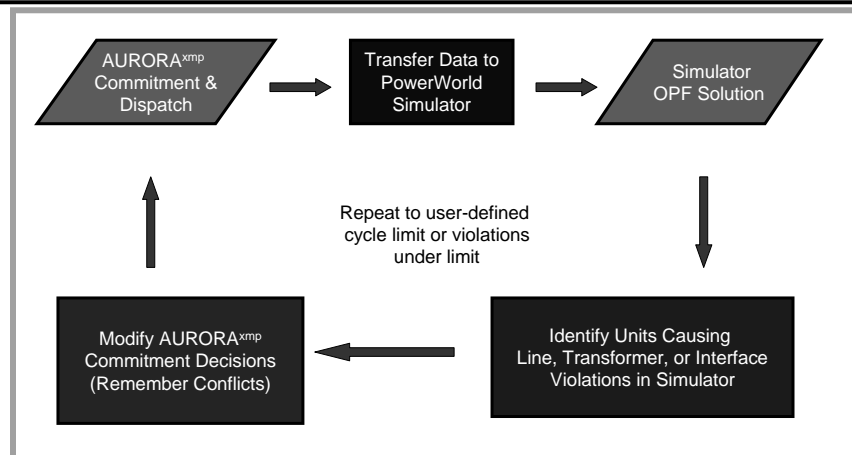 AURORAxmp
Commitment &
Dispatch
Transfer Data to
PowerWorld
Simulator
Simulator
OPF Solution
Repeat to user-defined
cycle limit or violations
under limit
Modify AURORAxmp
Commitment Decisions
(Remember Conflicts)
Identify Units Causing
Line, Transformer, or Interface
Violations in Simulator